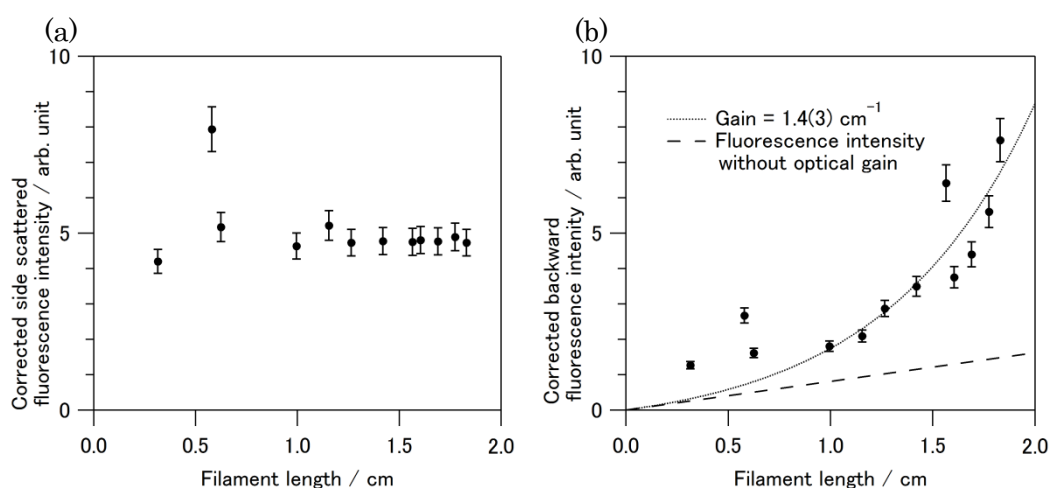 (a)
10
5
0
0.0
0.5
1.0
1.5
2.0
Corrected side scattered
fluorescence intensity / arb. unit
Filament length / cm
(b)
10
5
0
0.0
0.5
1.0
1.5
2.0
Corrected backward
fluorescence intensity / arb. unit
Filament length / cm
Gain = 1.4(3) cm⁻¹
Fluorescence intensity
without optical gain